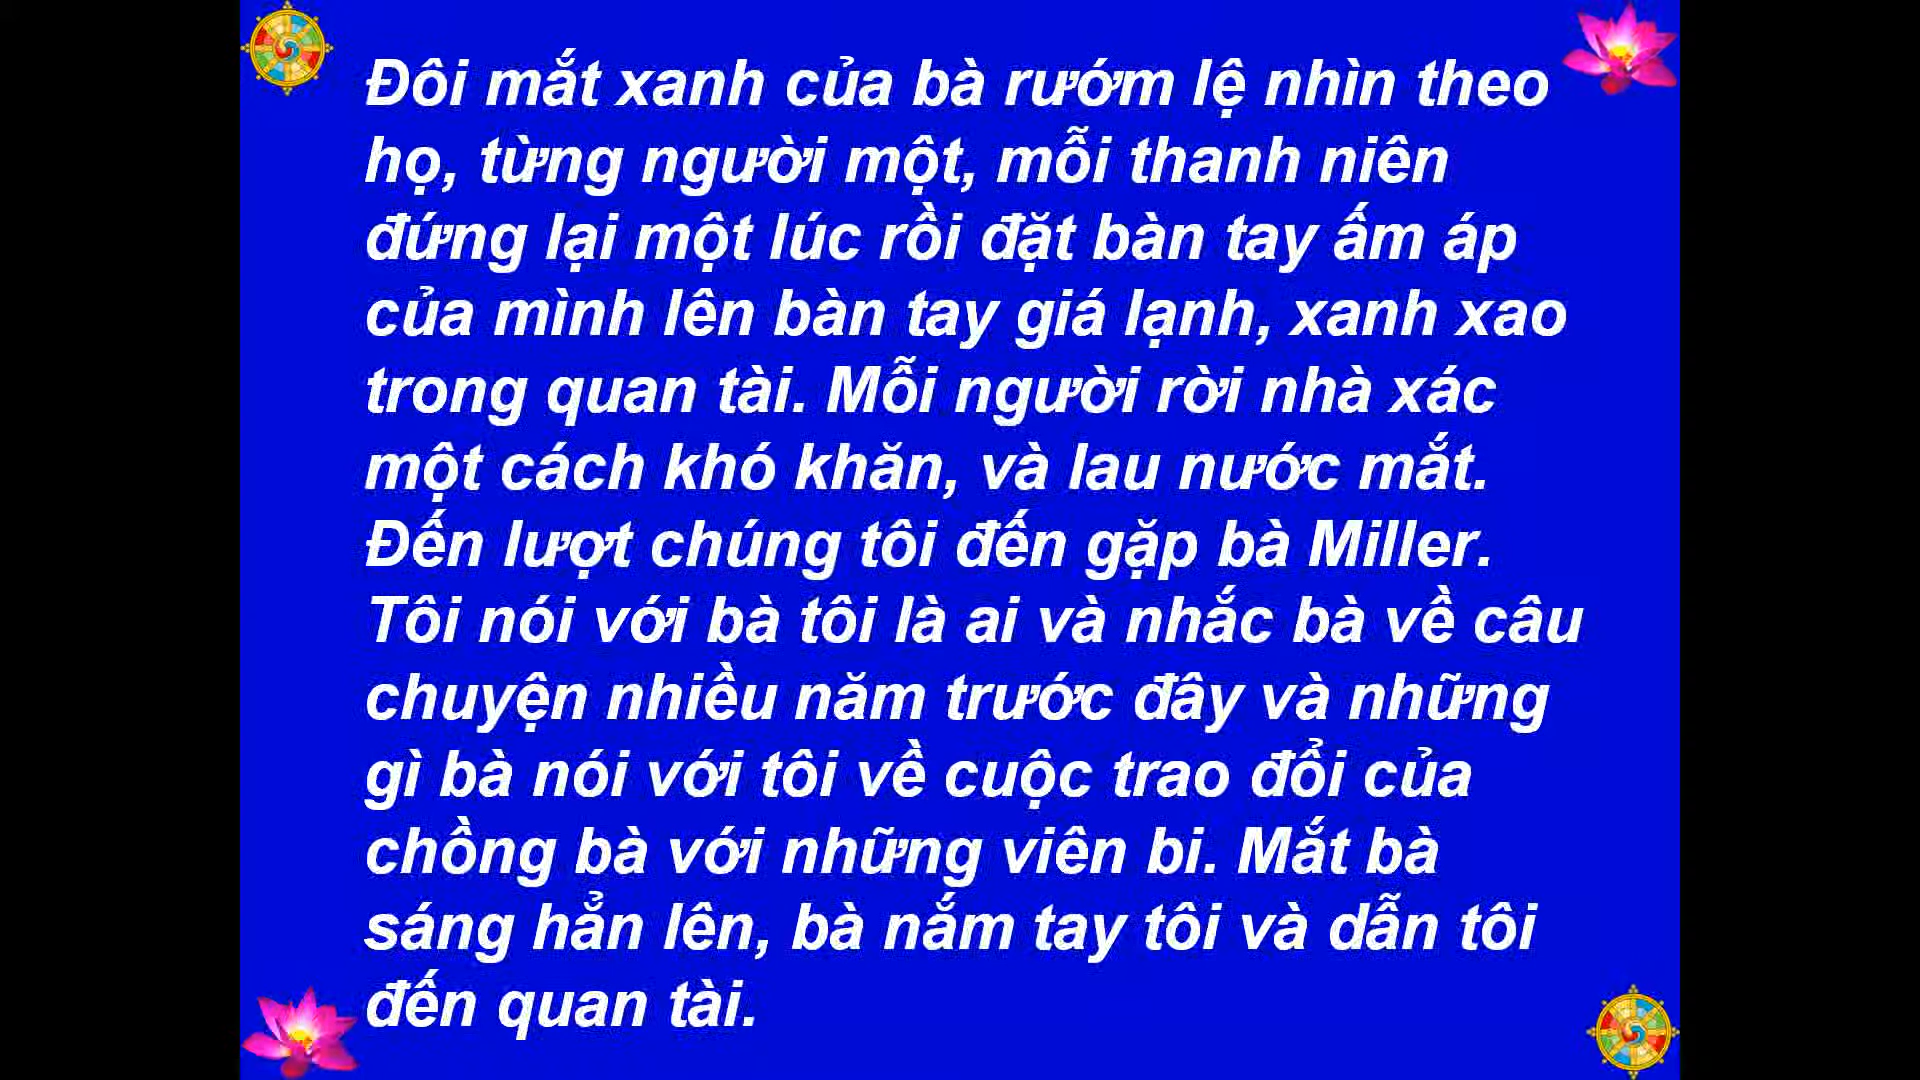 Đôi mắt xanh của bà rướm lệ nhìn theo
họ, từng người một, mỗi thanh niên
đứng lại một lúc rồi đặt bàn tay ấm áp
của mình lên bàn tay giá lạnh, xanh xao
trong quan tài. Mỗi người rời nhà xác
một cách khó khăn, và lau nước mắt.
Đến lượt chúng tôi đến gặp bà Miller.
Tôi nói với bà tôi là ai và nhắc bà về câu
chuyện nhiều năm trước đây và những
gì bà nói với tôi về cuộc trao đổi của
chồng bà với những viên bi. Mắt bà
sáng hẳn lên, bà nắm tay tôi và dẫn tôi
đến quan tài.